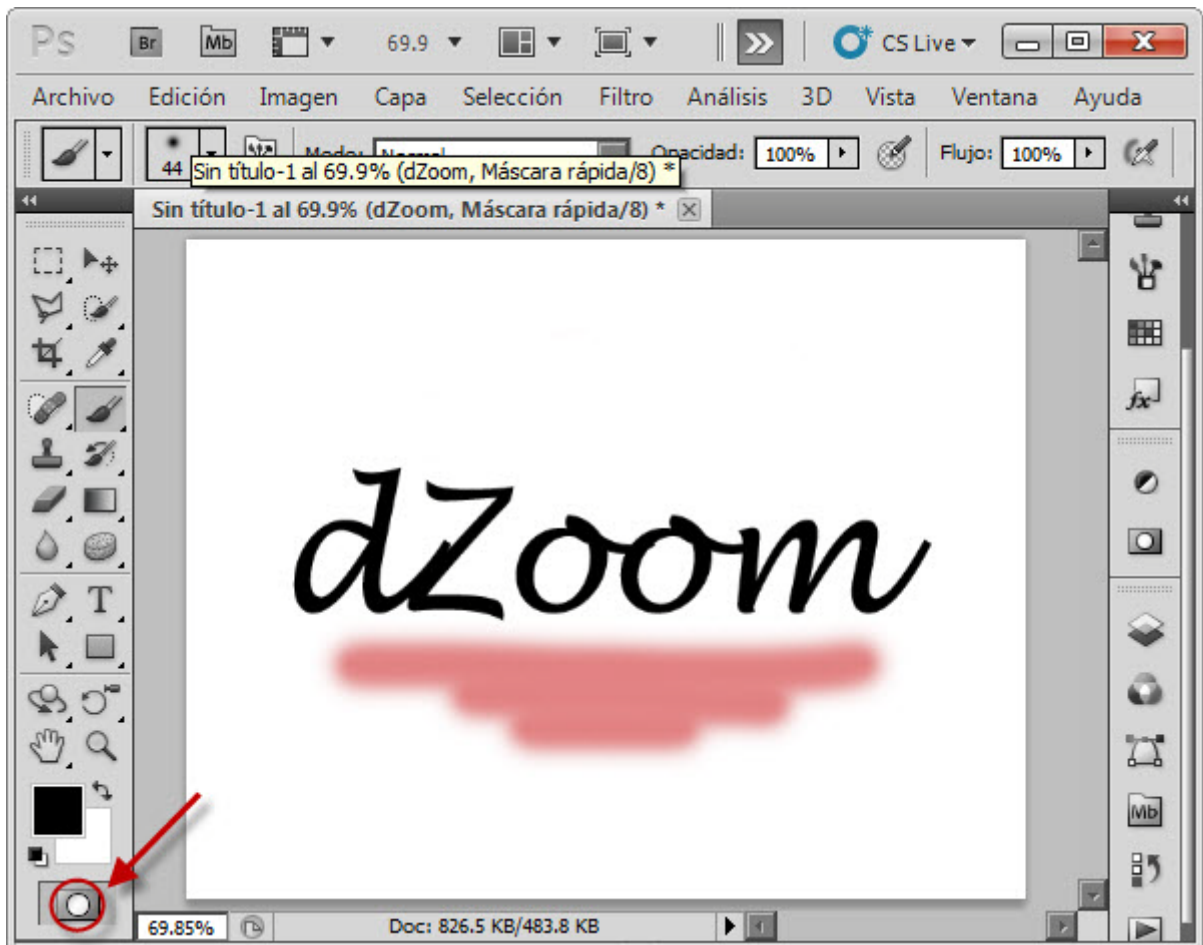 Ps Br Mb 69.9 CS Live
Archivo Edición Imagen Capa Selección Filtro Análisis 3D Vista Ventana Ayuda
44 Opacidad: 100% Flujo: 100%
Sin título-1 al 69.9% (dZoom, Máscara rápida/8) *
Sin título-1 al 69.9% (dZoom, Máscara rápida/8) *
fx
dZoom
T
Mb
69.85% Doc: 826.5 KB/483.8 KB